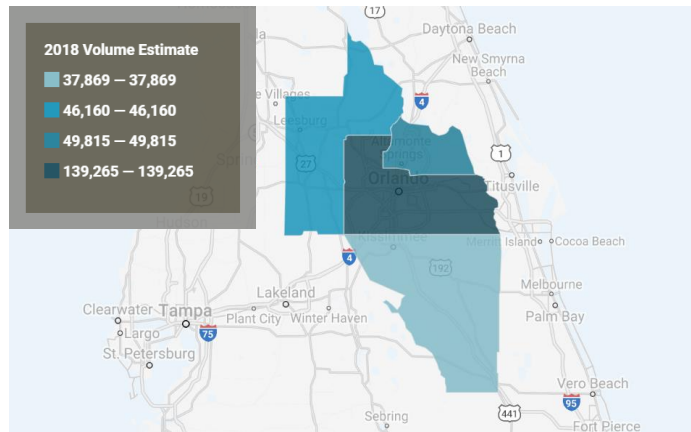 2018 Volume Estimate
37,869 — 37,869
46,160 — 46,160
49,815 — 49,815
139,265 — 139,265
17
Daytona Beach
New Smyrna
Beach
e Villages
4
Leesburg
Altamonte
Springs
1
27
Orlando
Titusville
19
Hudson
Kissimmee
Merritt Island
Cocoa Beach
4
192
Melbourne
Lakeland
Clearwater
Tampa
Plant City
Winter Haven
Palm Bay
Largo
75
St. Petersburg
Vero Beach
95
Sebring
441
Fort Pierce